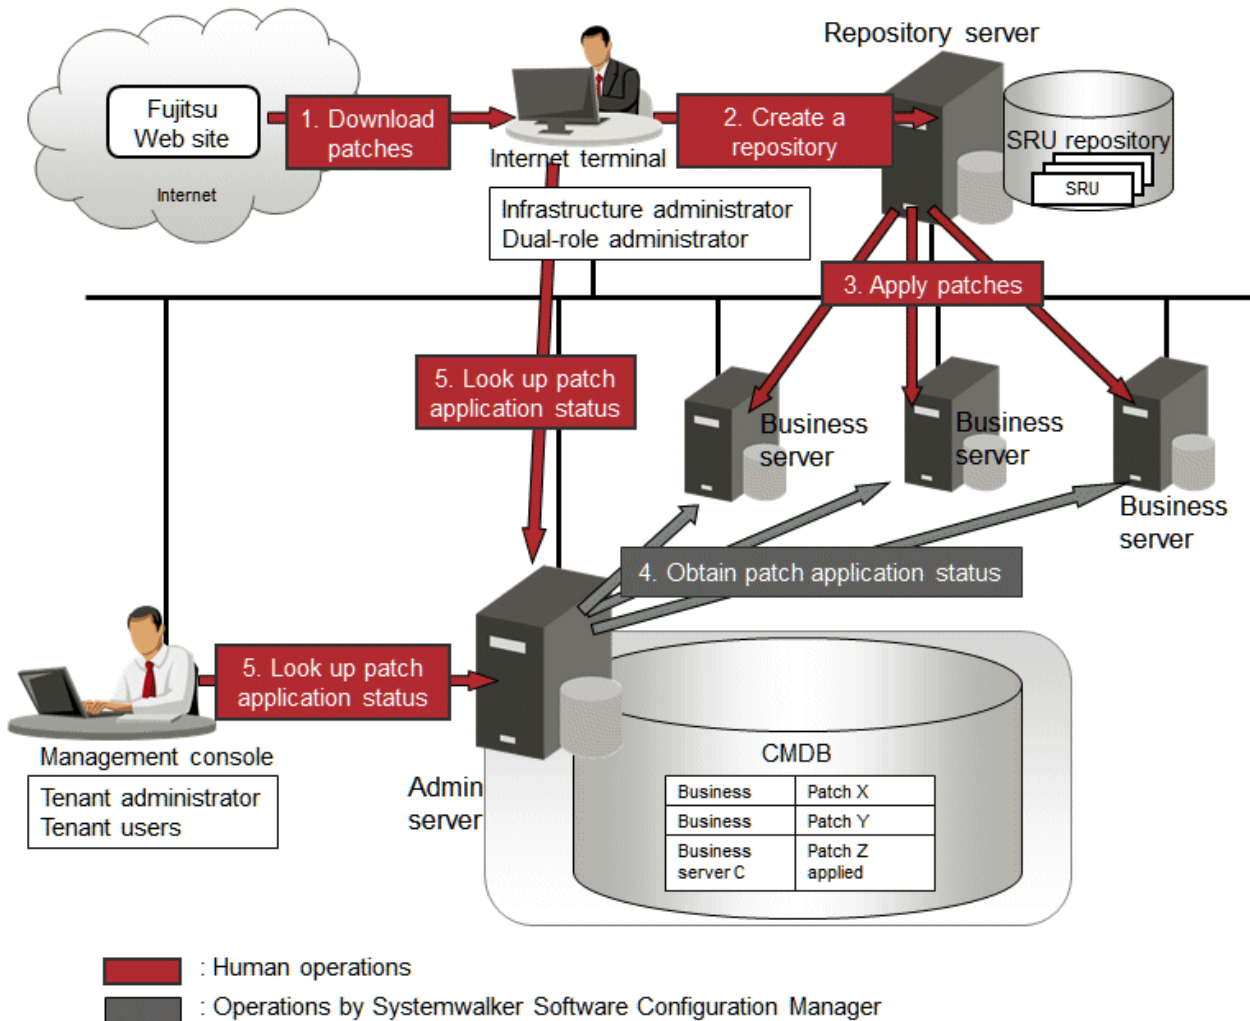 Repository server
Fujitsu
Web site
Internet
1. Download
patches
Internet terminal
2. Create a
repository
SRU repository
SRU
Infrastructure administrator
Dual-role administrator
3. Apply patches
5. Look up patch
application status
Business
server
Business
server
Business
server
4. Obtain patch application status
5. Look up patch
application status
Management console
Tenant administrator
Tenant users
Admin
server
CMDB
Business Patch X
Business Patch Y
Business Patch Z
server C applied
: Human operations
: Operations by Systemwalker Software Configuration Manager